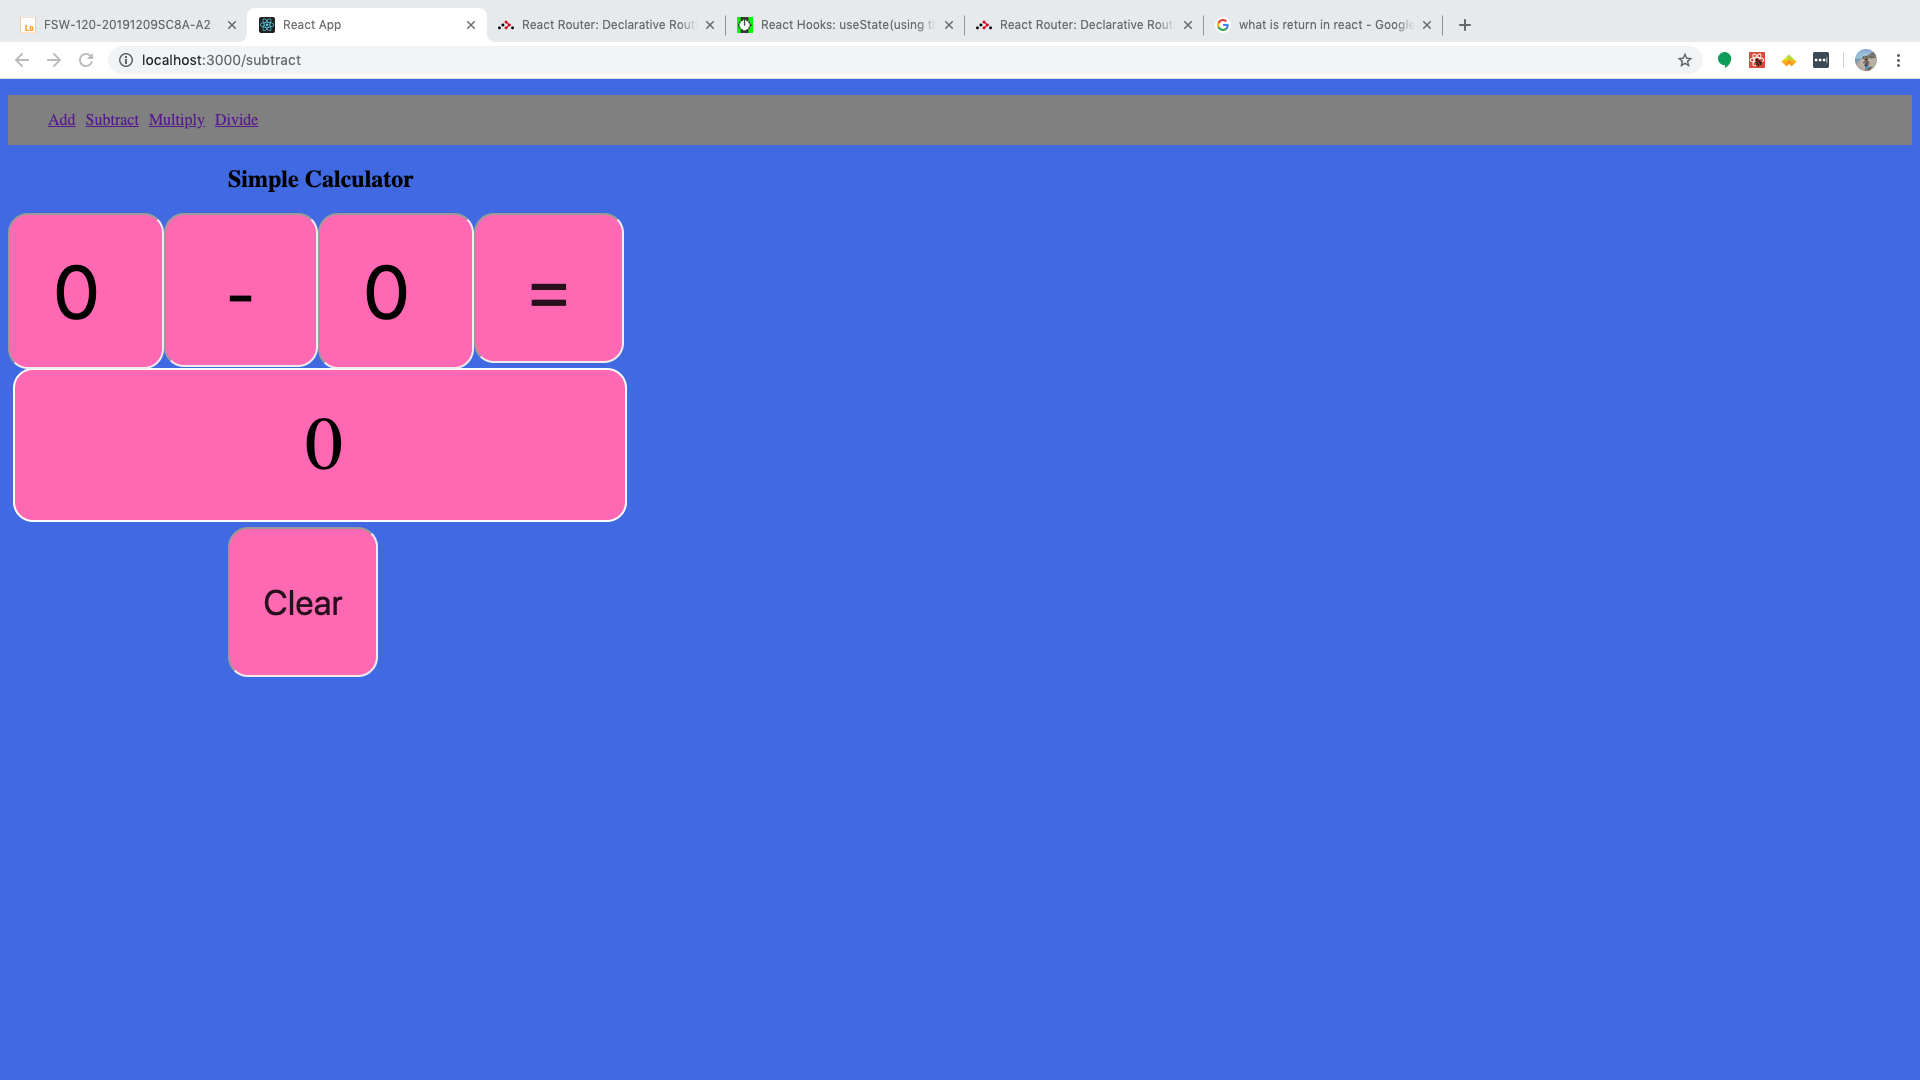 FSW-120-20191209SC8A-A2
React App
React Router: Declarative Rout
React Hooks: useState(using t
React Router: Declarative Rout
what is return in react - Google
localhost:3000/subtract
Add Subtract Multiply Divide
Simple Calculator
0 - 0 =
0
Clear